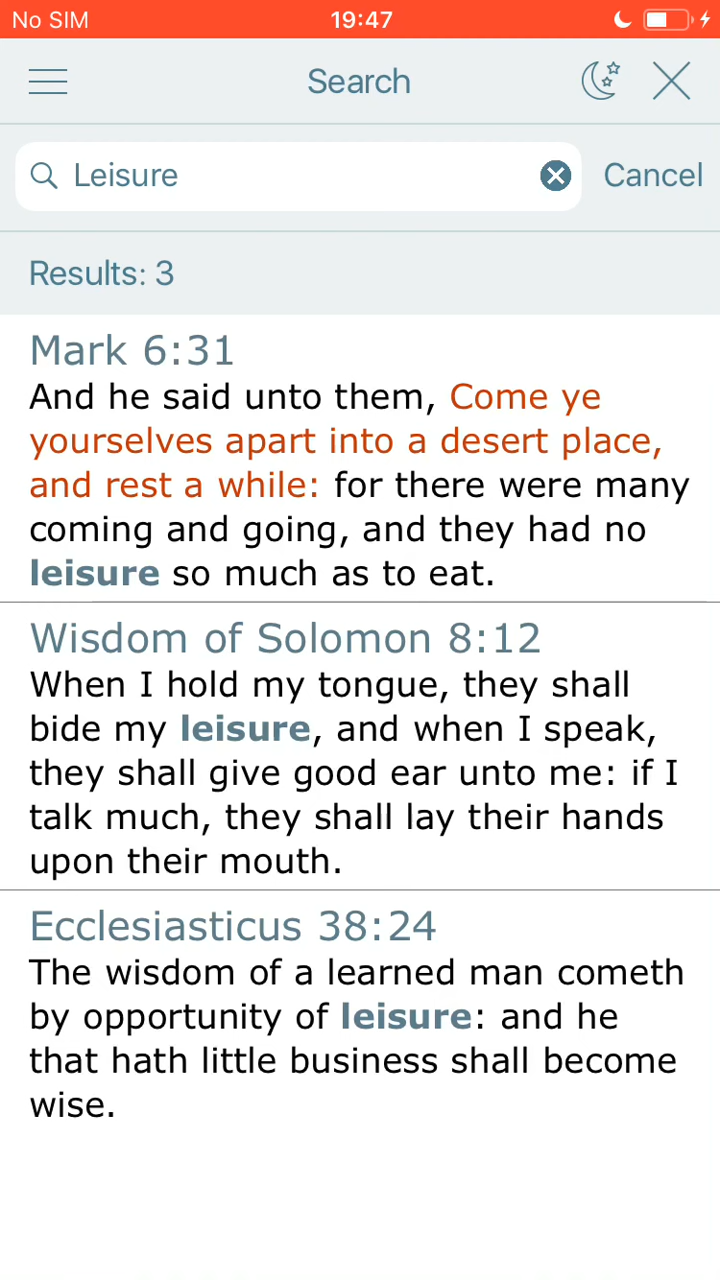 No SIM 19:47
Search
Leisure Cancel
Results: 3
Mark 6:31
And he said unto them, Come ye
yourselves apart into a desert place,
and rest a while: for there were many
coming and going, and they had no
leisure so much as to eat.
Wisdom of Solomon 8:12
When I hold my tongue, they shall
bide my leisure, and when I speak,
they shall give good ear unto me: if I
talk much, they shall lay their hands
upon their mouth.
Ecclesiasticus 38:24
The wisdom of a learned man cometh
by opportunity of leisure: and he
that hath little business shall become
wise.